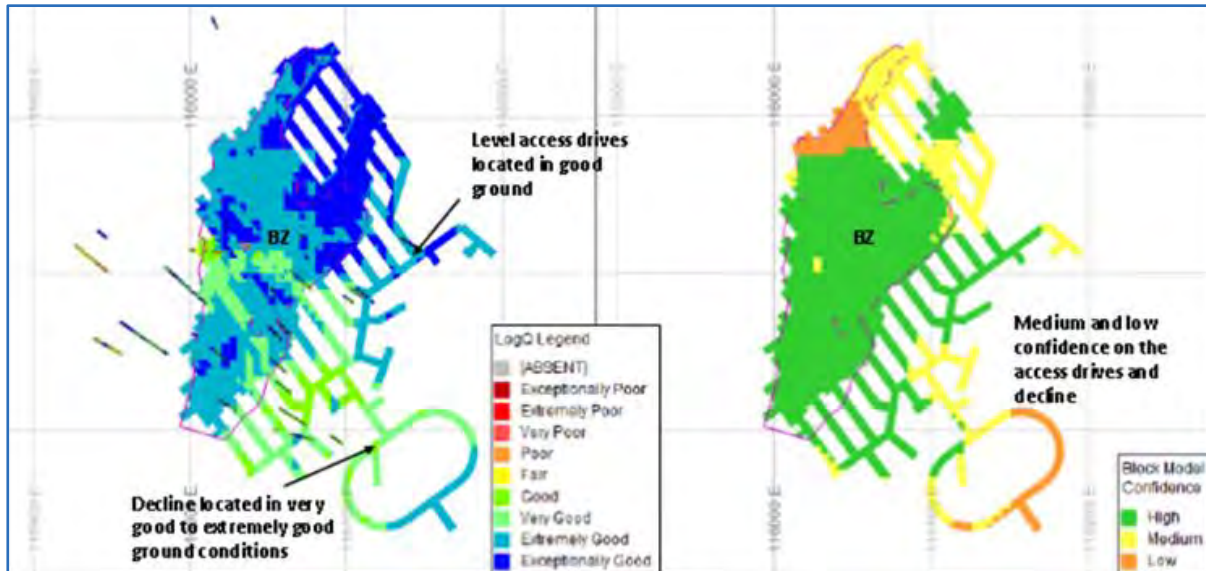 Level access drives
located in good
ground
BZ
LogQ Legend
[ABSENT]
Exceptionally Poor
Extremely Poor
Very Poor
Poor
Fair
Good
Very Good
Extremely Good
Exceptionally Good
Decline located in very
good to extremely good
ground conditions
116000 E
116000 E
BZ
Medium and low
confidence on the
access drives and
decline
Block Model
Confidence
High
Medium
Low